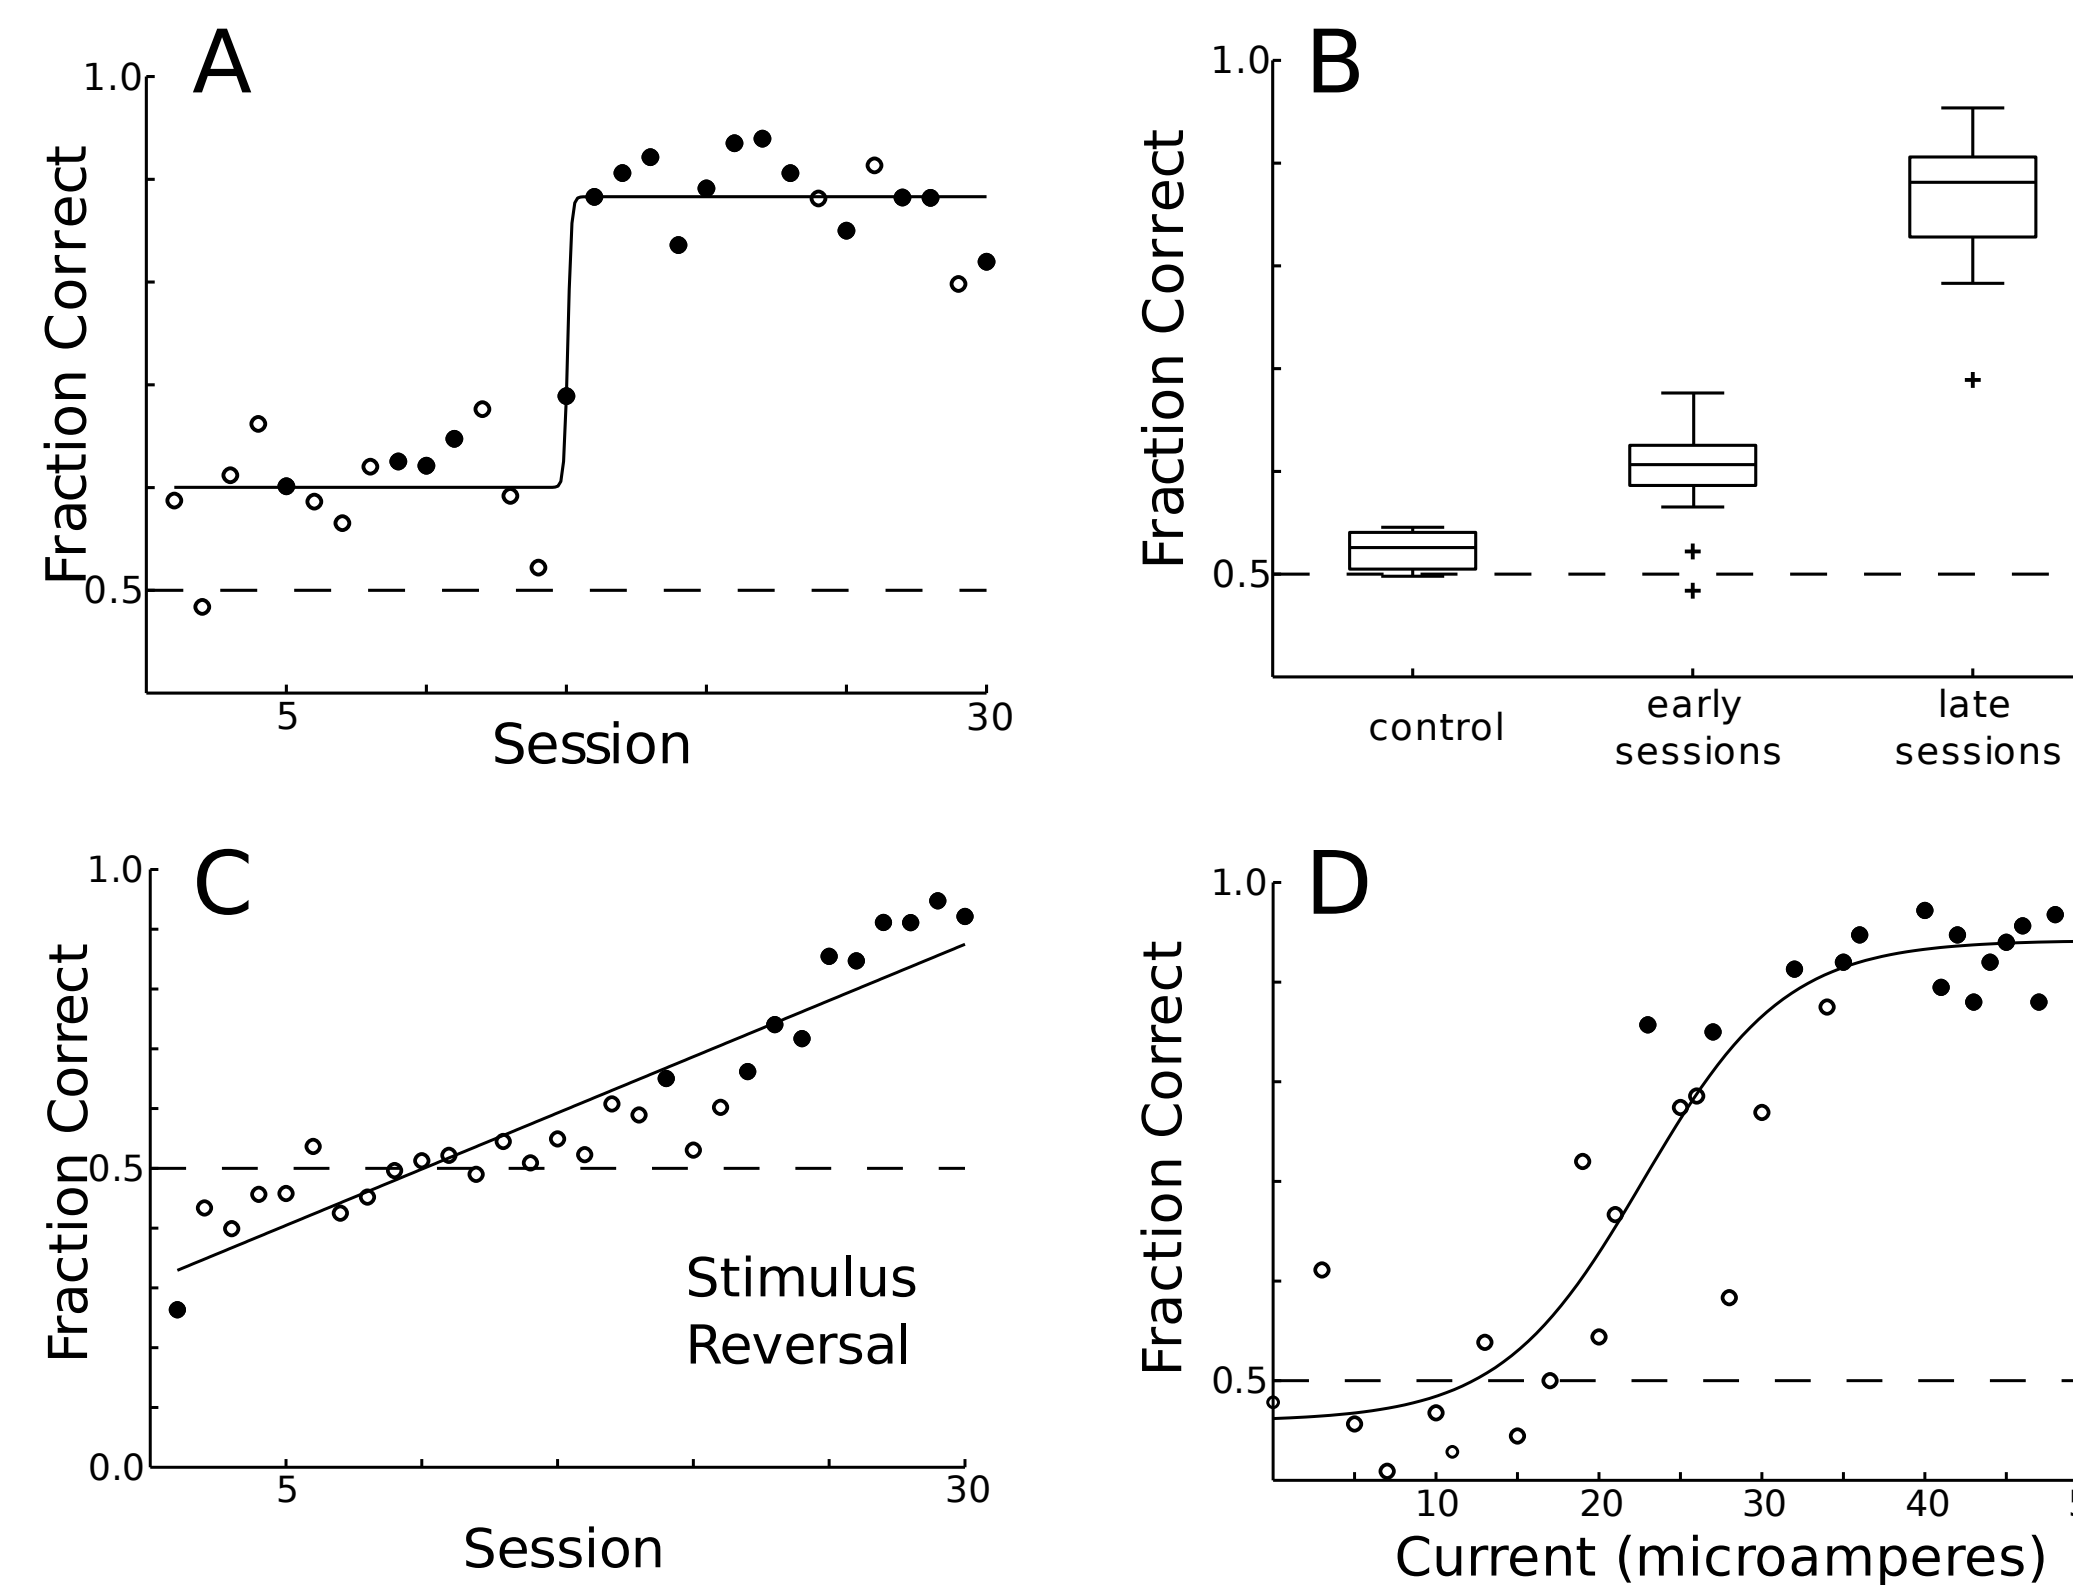 A
1.0
0.5
Fraction Correct
5
30
Session
B
1.0
0.5
Fraction Correct
control
early
sessions
late
sessions
C
1.0
0.5
0.0
Fraction Correct
Stimulus
Reversal
5
30
Session
D
1.0
0.5
Fraction Correct
10 20 30 40
Current (microamperes)